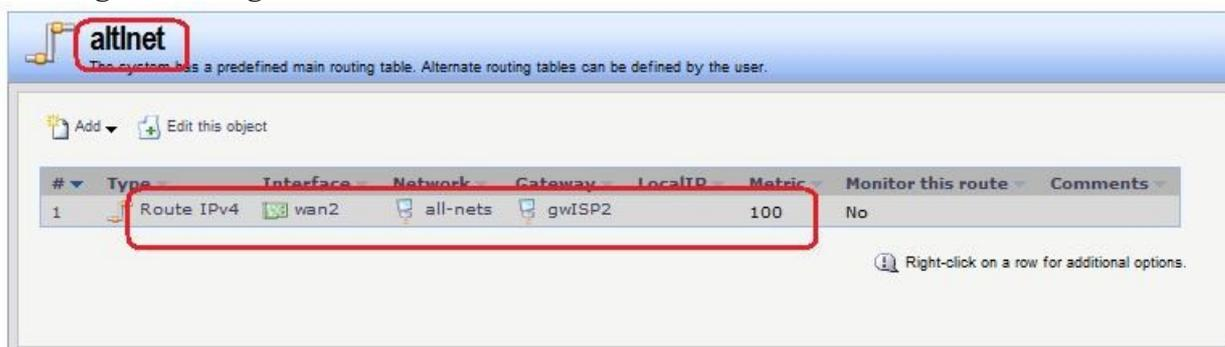 altInet
The system has a predefined main routing table. Alternate routing tables can be defined by the user.
Add Edit this object
# Type Interface Network Gateway LocalIP Metric Monitor this route Comments
1 Route IPv4 wan2 all-nets gwISP2 100 No
Right-click on a row for additional options.